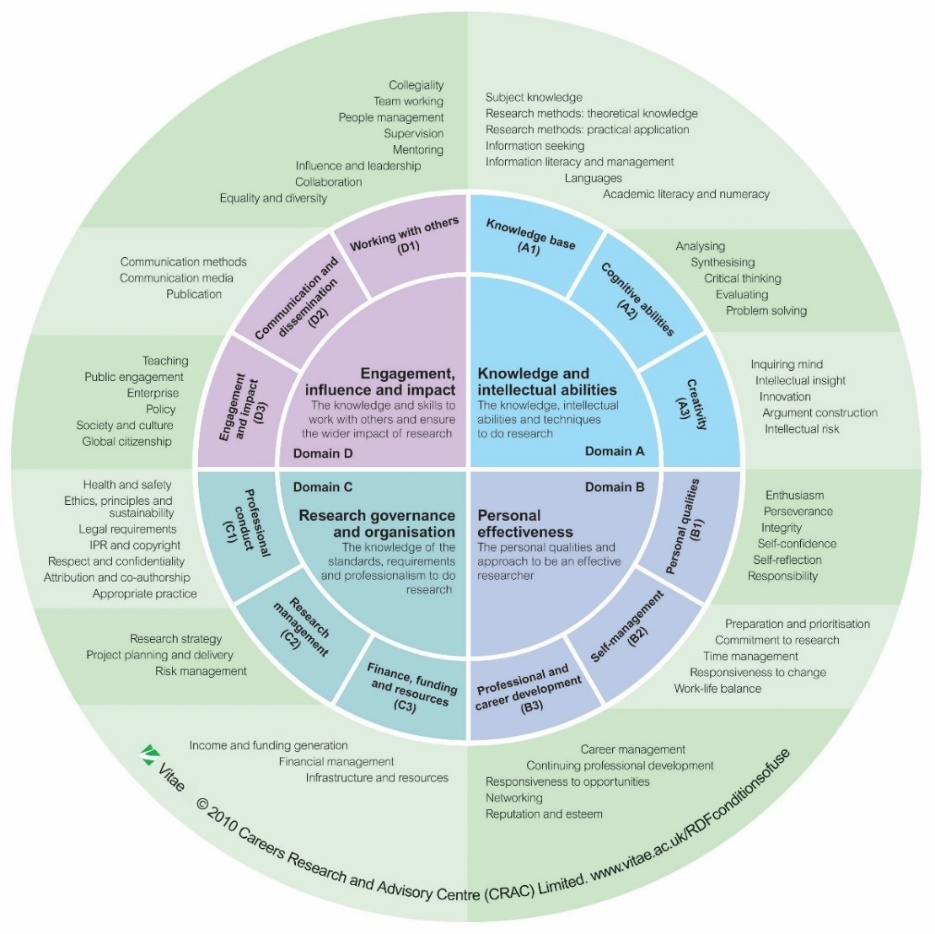 Collegiality
Team working
People management
Supervision
Mentoring
Influence and leadership
Collaboration
Equality and diversity
Subject knowledge
Research methods: theoretical knowledge
Research methods: practical application
Information seeking
Information literacy and management
Languages
Academic literacy and numeracy
Working with others
(D1)
Knowledge base
(A1)
Communication methods
Communication media
Publication
Communication and
dissemination
(D2)
Cognitive abilities
(A2)
Analysing
Synthesising
Critical thinking
Evaluating
Problem solving
Teaching
Public engagement
Enterprise
Policy
Society and culture
Global citizenship
Engagement
and impact
(D3)
Creativity
(A3)
Inquiring mind
Intellectual insight
Innovation
Argument construction
Intellectual risk
Engagement,
influence and impact
The knowledge and skills to
work with others and ensure
the wider impact of research
Domain D
Knowledge and
intellectual abilities
The knowledge, intellectual
abilities and techniques
to do research
Domain A
Health and safety
Ethics, principles and
sustainability
Legal requirements
IPR and copyright
Respect and confidentiality
Attribution and co-authorship
Appropriate practice
Professional
conduct
(C1)
Domain C
Research governance
and organisation
The knowledge of the
standards, requirements
and professionalism to do
research
Domain B
Personal
effectiveness
The personal qualities and
approach to be an effective
researcher
Personal qualities
(B1)
Enthusiasm
Perseverance
Integrity
Self-confidence
Self-reflection
Responsibility
Research strategy
Project planning and delivery
Risk management
Research
management
(C2)
Self-management
(B2)
Preparation and prioritisation
Commitment to research
Time management
Responsiveness to change
Work-life balance
Finance, funding
and resources
(C3)
Professional and
career development
(B3)
Income and funding generation
Financial management
Infrastructure and resources
Career management
Continuing professional development
Responsiveness to opportunities
Networking
Reputation and esteem
Vitae © 2010 Careers Research and Advisory Centre (CRAC) Limited. www.vitae.ac.uk/RDFconditionsofuse